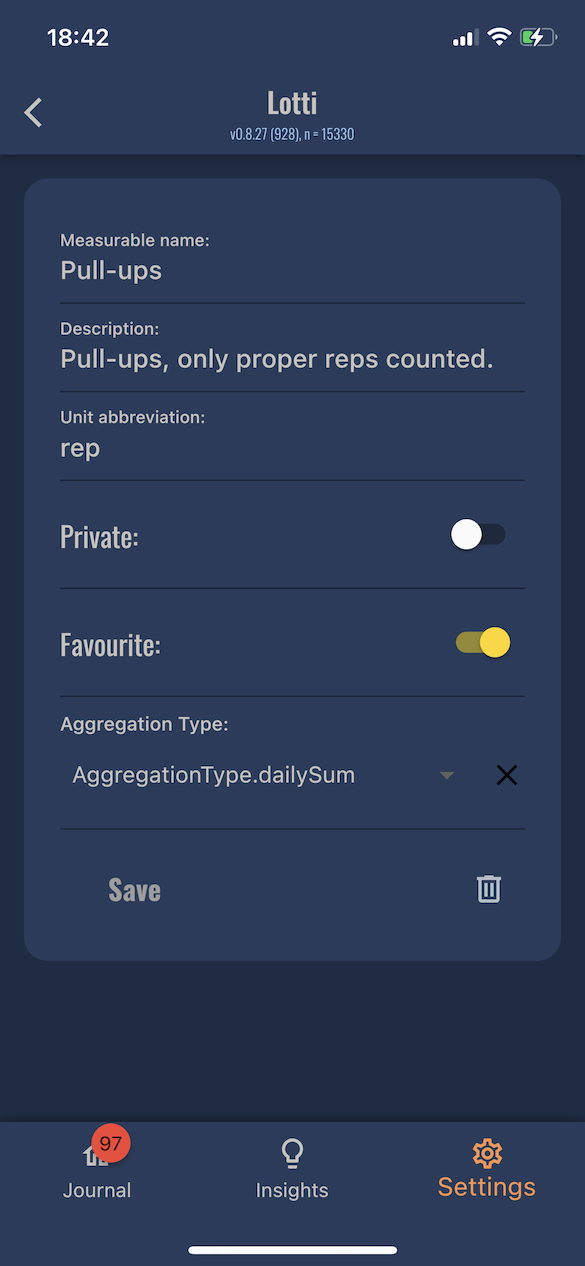 18:42
Lotti
v0.8.27 (928), n = 15330
Measurable name:
Pull-ups
Description:
Pull-ups, only proper reps counted.
Unit abbreviation:
rep
Private:
Favourite:
Aggregation Type:
AggregationType.dailySum
Save
97
Journal
Insights
Settings